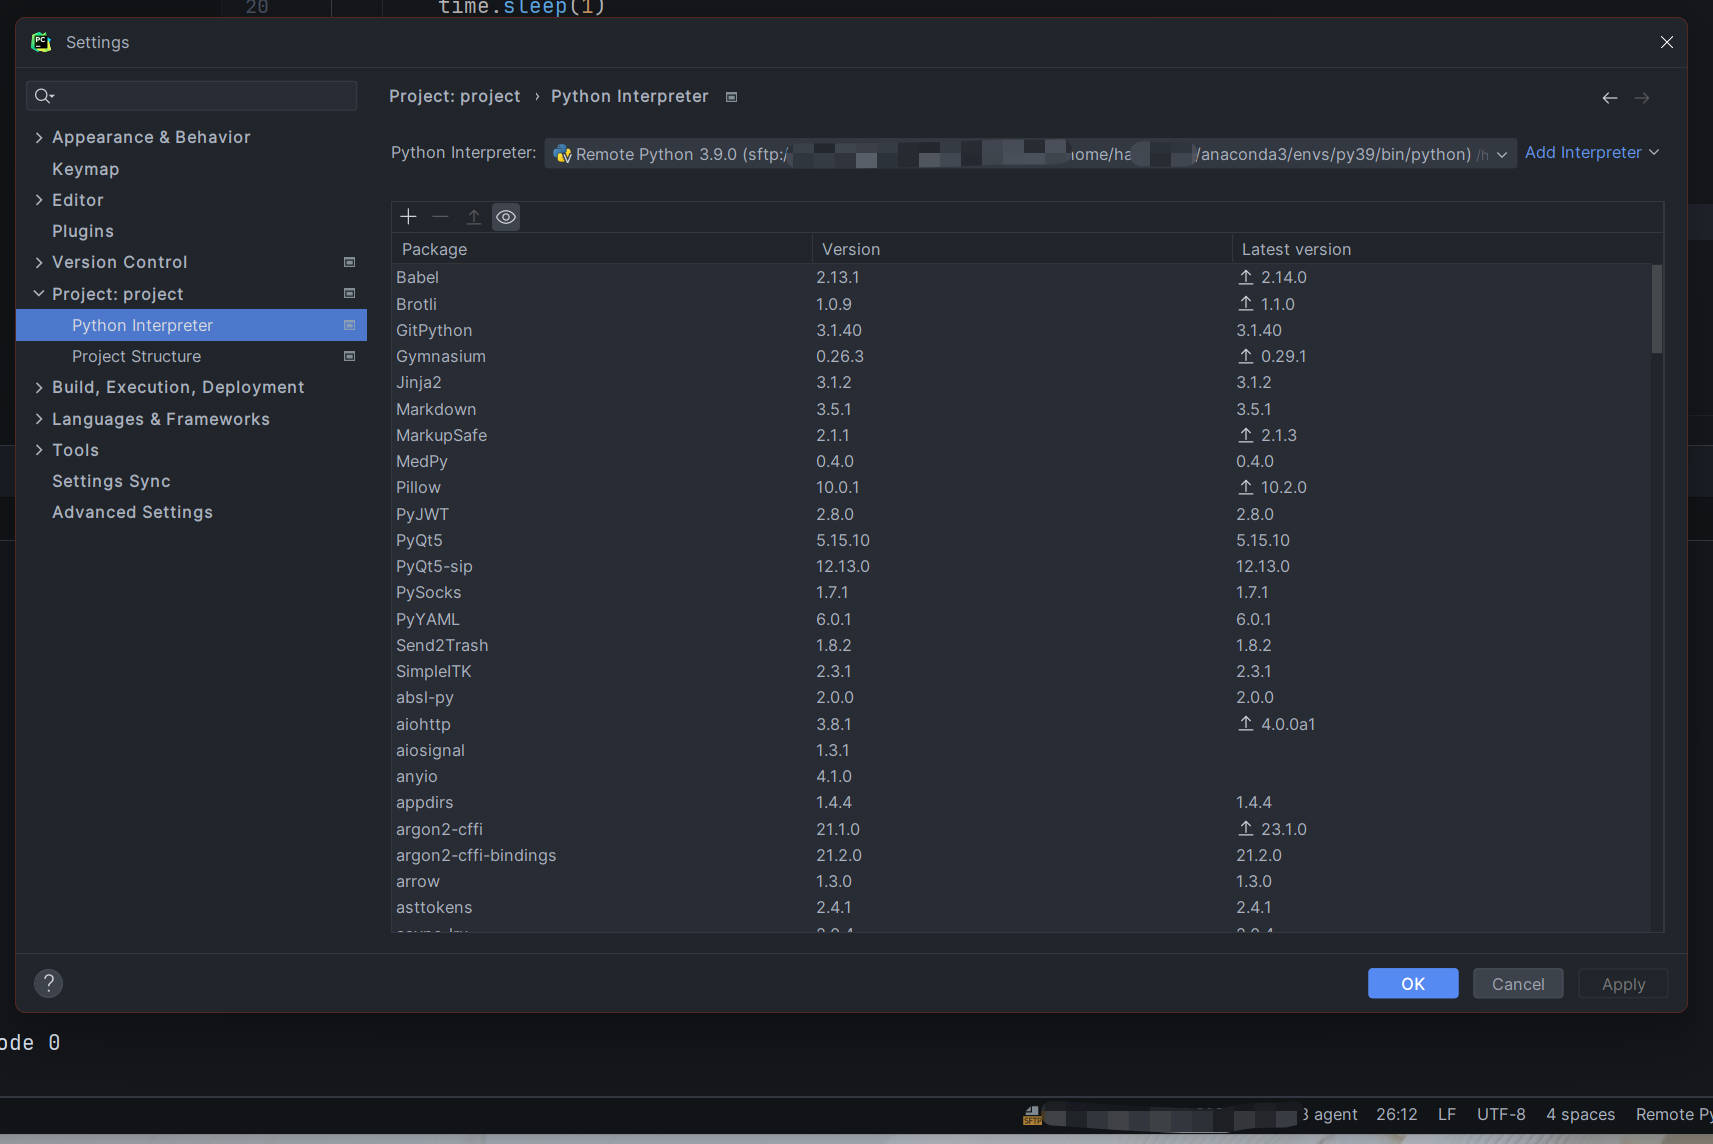 20 time.sleep(1)
Settings
Project: project › Python Interpreter
Appearance & Behavior
Keymap
Editor
Plugins
Version Control
Project: project
Python Interpreter
Project Structure
Build, Execution, Deployment
Languages & Frameworks
Tools
Settings Sync
Advanced Settings
Python Interpreter: Remote Python 3.9.0 (sftp:/ home/ha /anaconda3/envs/py39/bin/python) /h Add Interpreter
Package Version Latest version
Babel 2.13.1 2.14.0
Brotli 1.0.9 1.1.0
GitPython 3.1.40 3.1.40
Gymnasium 0.26.3 0.29.1
Jinja2 3.1.2 3.1.2
Markdown 3.5.1 3.5.1
MarkupSafe 2.1.1 2.1.3
MedPy 0.4.0 0.4.0
Pillow 10.0.1 10.2.0
PyJWT 2.8.0 2.8.0
PyQt5 5.15.10 5.15.10
PyQt5-sip 12.13.0 12.13.0
PySocks 1.7.1 1.7.1
PyYAML 6.0.1 6.0.1
Send2Trash 1.8.2 1.8.2
SimpleITK 2.3.1 2.3.1
absl-py 2.0.0 2.0.0
aiohttp 3.8.1 4.0.0a1
aiosignal 1.3.1
anyio 4.1.0
appdirs 1.4.4 1.4.4
argon2-cffi 21.1.0 23.1.0
argon2-cffi-bindings 21.2.0 21.2.0
arrow 1.3.0 1.3.0
asttokens 2.4.1 2.4.1
? OK Cancel Apply
ode 0
agent 26:12 LF UTF-8 4 spaces Remote Py